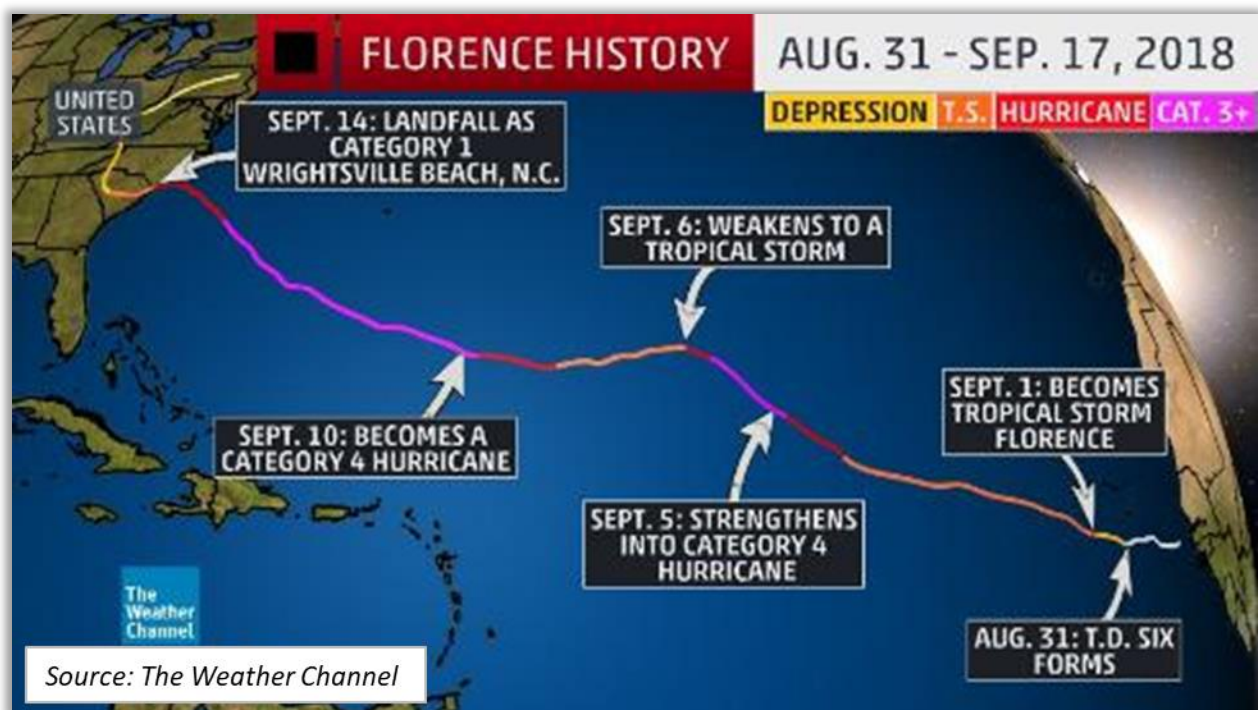 FLORENCE HISTORY
AUG. 31 - SEP. 17, 2018
DEPRESSION T.S. HURRICANE CAT. 3+
UNITED
STATES
SEPT. 14: LANDFALL AS
CATEGORY 1
WRIGHTSVILLE BEACH, N.C.
SEPT. 6: WEAKENS TO A
TROPICAL STORM
SEPT. 1: BECOMES
TROPICAL STORM
FLORENCE
SEPT. 10: BECOMES A
CATEGORY 4 HURRICANE
SEPT. 5: STRENGTHENS
INTO CATEGORY 4
HURRICANE
AUG. 31: T.D. SIX
FORMS
The
Weather
Channel
Source: The Weather Channel